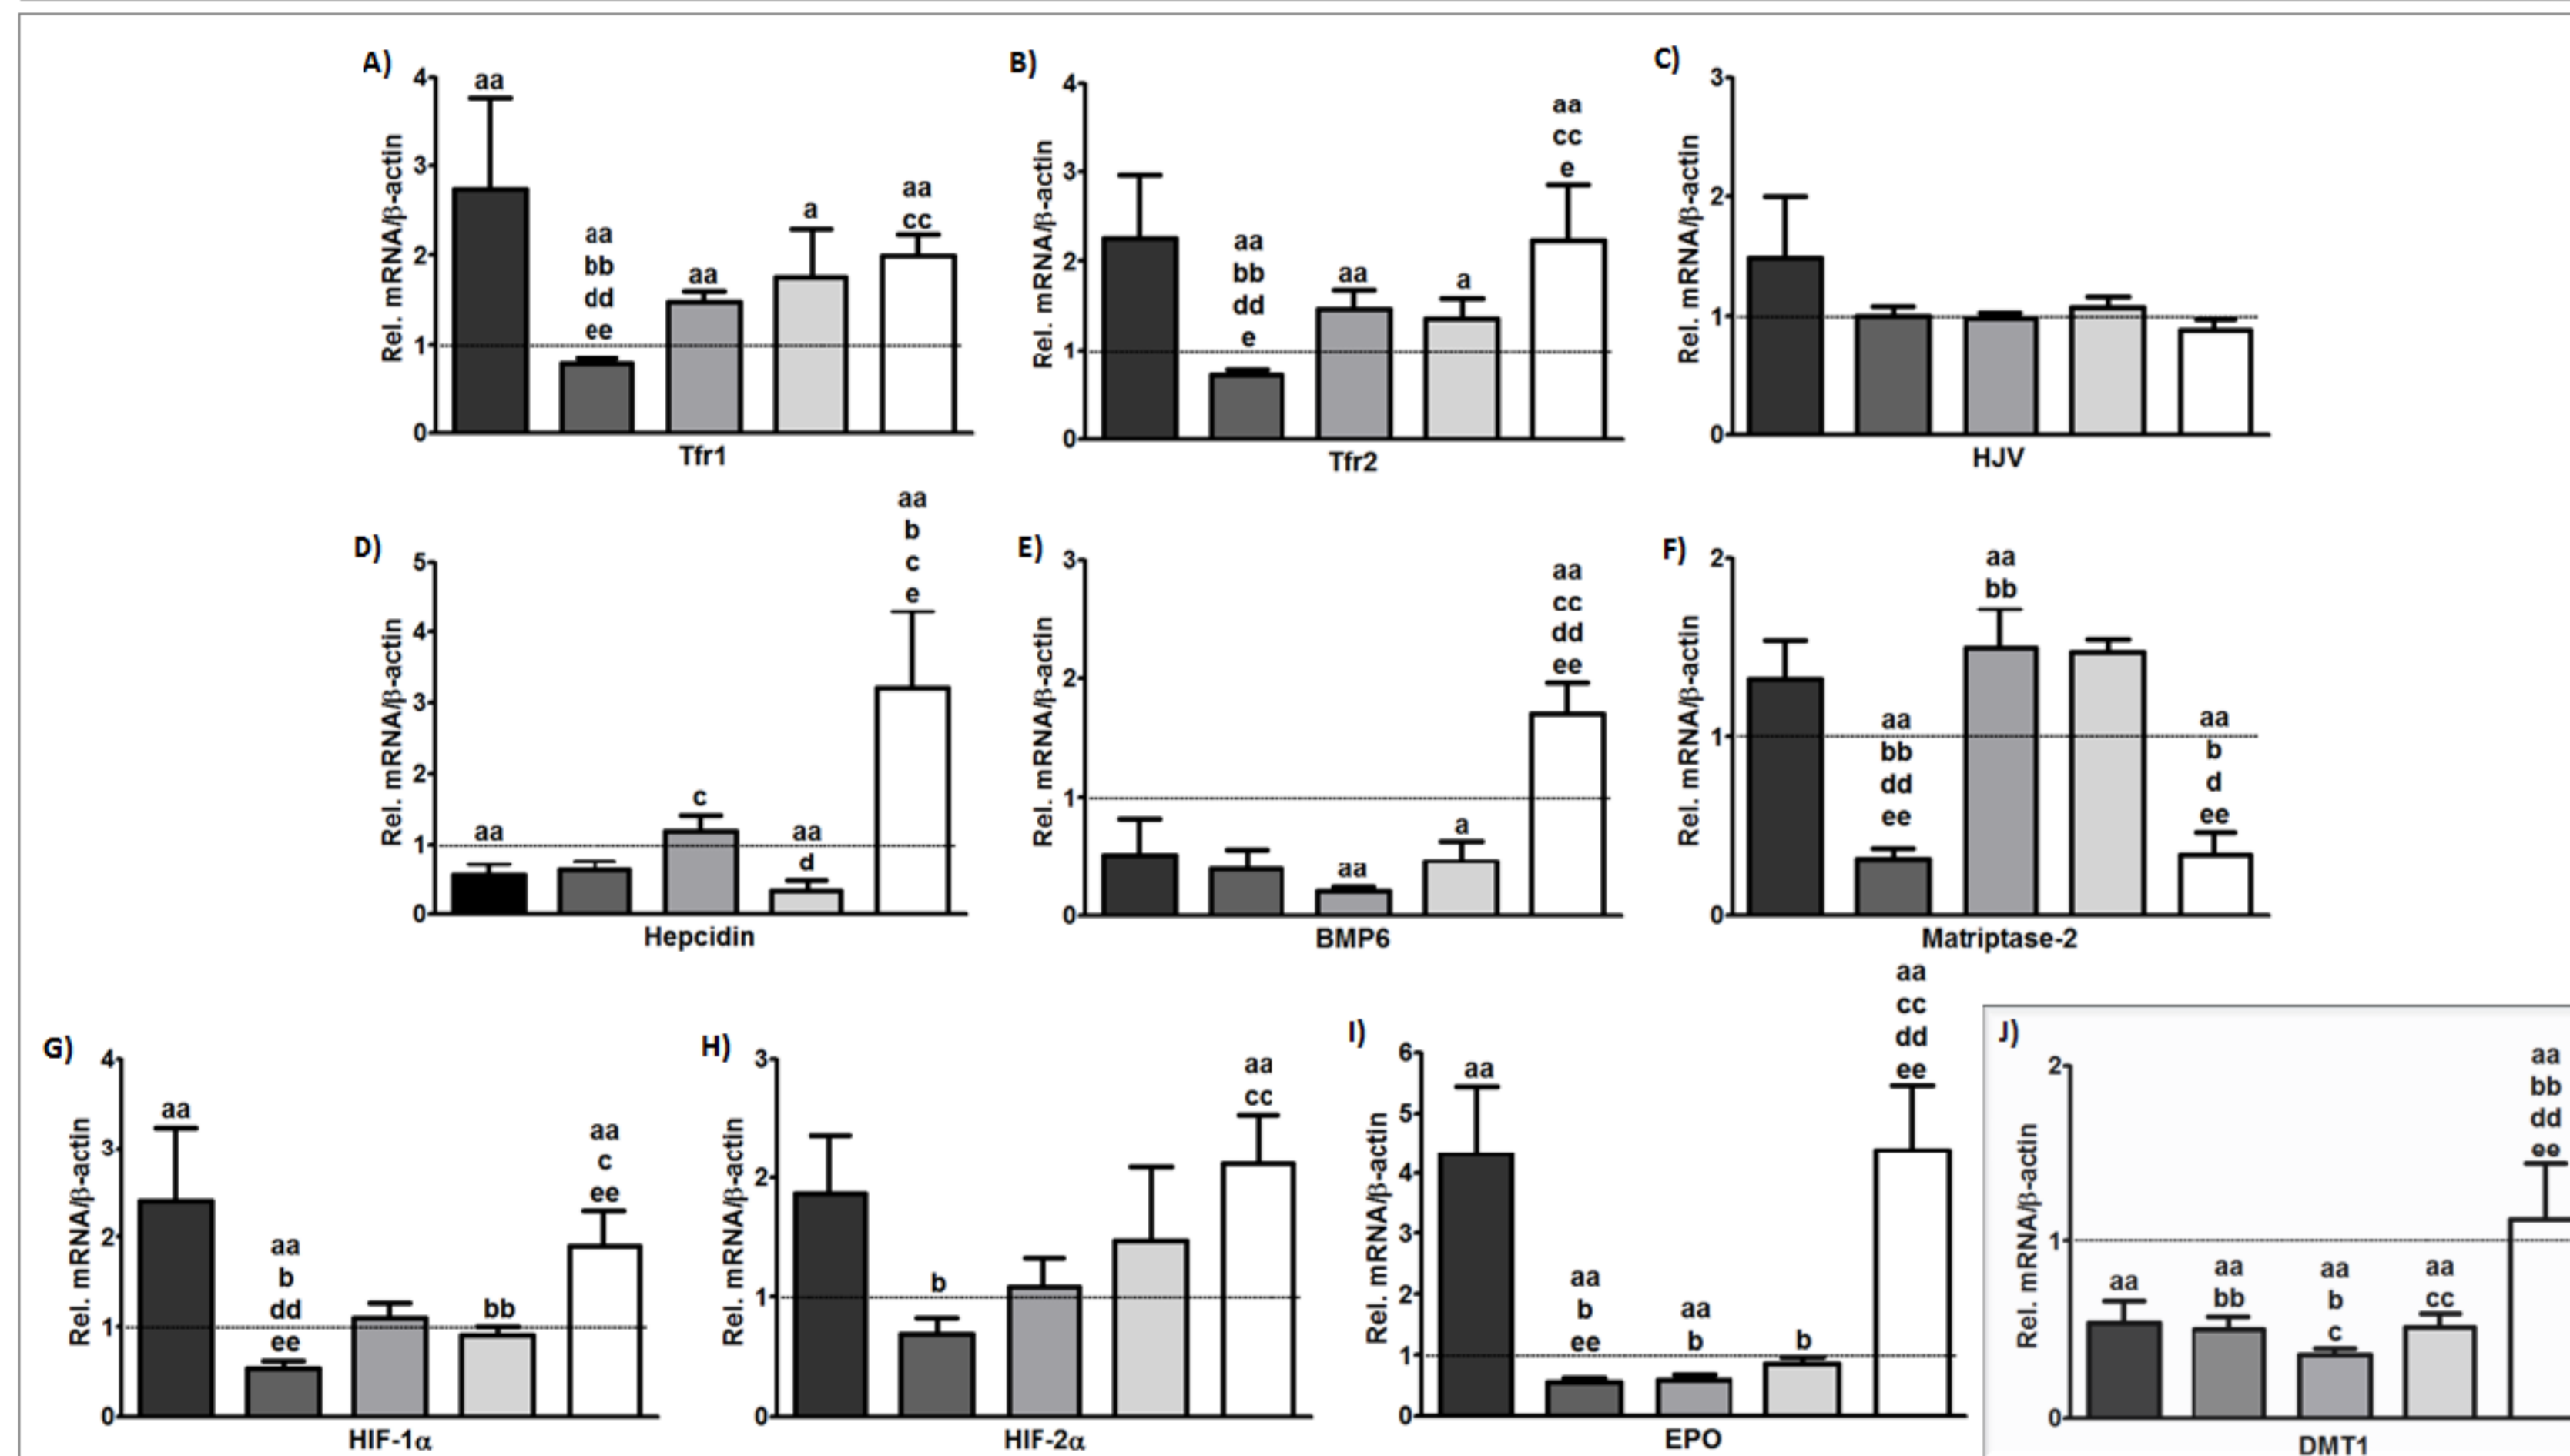 A)
4
3
2
1
0
Rel. mRNA/β-actin
aa
aa
bb
dd
ee
aa
a
aa
cc
Tfr1
B)
4
3
2
1
0
Rel. mRNA/β-actin
aa
bb
dd
e
aa
a
aa
cc
e
Tfr2
C)
3
2
1
0
Rel. mRNA/β-actin
HJV
D)
5
4
3
2
1
0
Rel. mRNA/β-actin
aa
c
aa
d
aa
b
c
e
Hepcidin
E)
3
2
1
0
Rel. mRNA/β-actin
aa
a
aa
cc
dd
ee
BMP6
F)
2
1
0
Rel. mRNA/β-actin
aa
bb
dd
ee
aa
bb
aa
b
d
ee
Matriptase-2
G)
4
3
2
1
0
Rel. mRNA/β-actin
aa
aa
b
dd
ee
bb
aa
c
ee
HIF-1α
H)
3
2
1
0
Rel. mRNA/β-actin
b
aa
cc
HIF-2α
I)
6
5
4
3
2
1
0
Rel. mRNA/β-actin
aa
aa
b
ee
aa
b
b
aa
cc
dd
ee
EPO
J)
2
1
0
Rel. mRNA/β-actin
aa
aa
bb
aa
b
c
aa
cc
aa
bb
dd
ee
DMT1